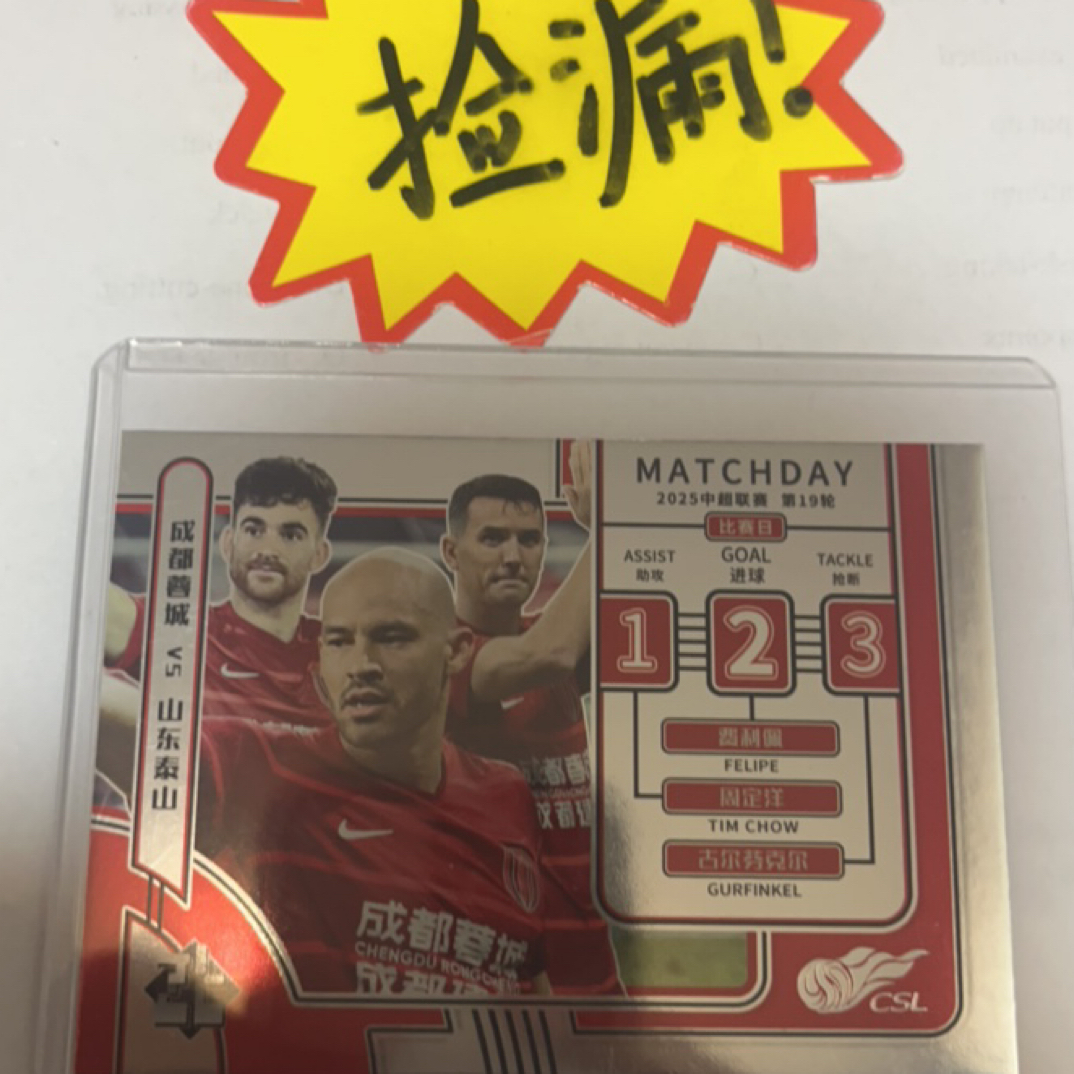 捡漏!
成都蓉城 VS 山东泰山
MATCHDAY
2025中超联赛 第19轮
比赛日
ASSIST GOAL TACKLE
助攻 进球 抢断
1 2 3
费利佩
FELIPE
周定洋
TIM CHOW
古尔芬克尔
GURFINKEL
成都蓉城
CHENGDU RONGCHENG
CSL